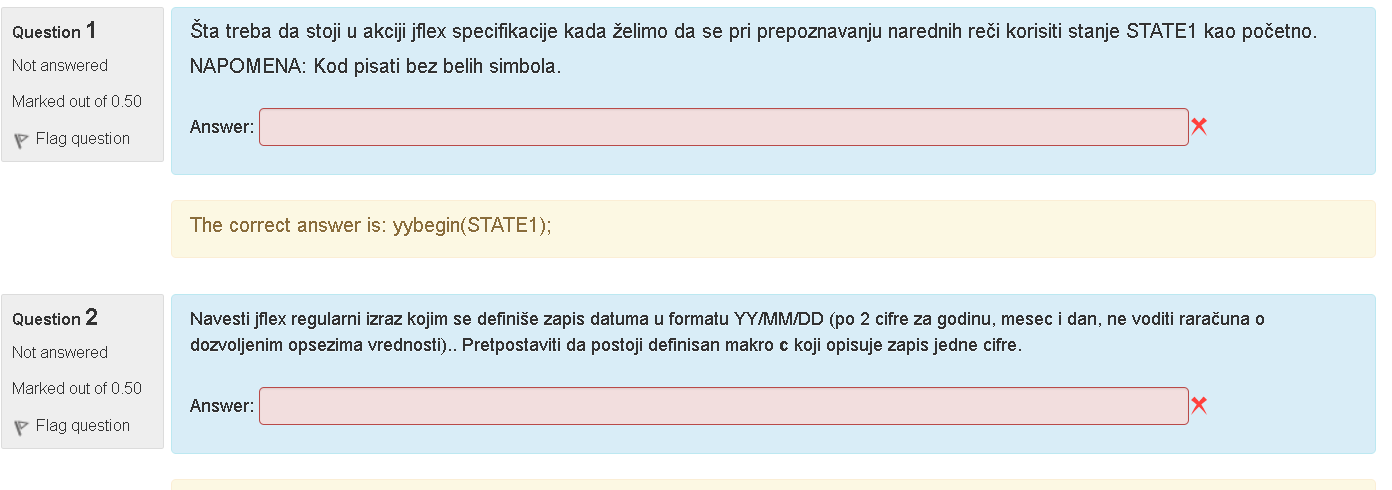 Question 1
Not answered
Marked out of 0.50
Flag question
Šta treba da stoji u akciji jflex specifikacije kada želimo da se pri prepoznavanju narednih reči korisiti stanje STATE1 kao početno.
NAPOMENA: Kod pisati bez belih simbola.
Answer:
The correct answer is: yybegin(STATE1);
Question 2
Not answered
Marked out of 0.50
Flag question
Navesti jflex regularni izraz kojim se definiše zapis datuma u formatu YY/MM/DD (po 2 cifre za godinu, mesec i dan, ne voditi raračuna o
dozvoljenim opsezima vrednosti).. Pretpostaviti da postoji definisan makro c koji opisuje zapis jedne cifre.
Answer: